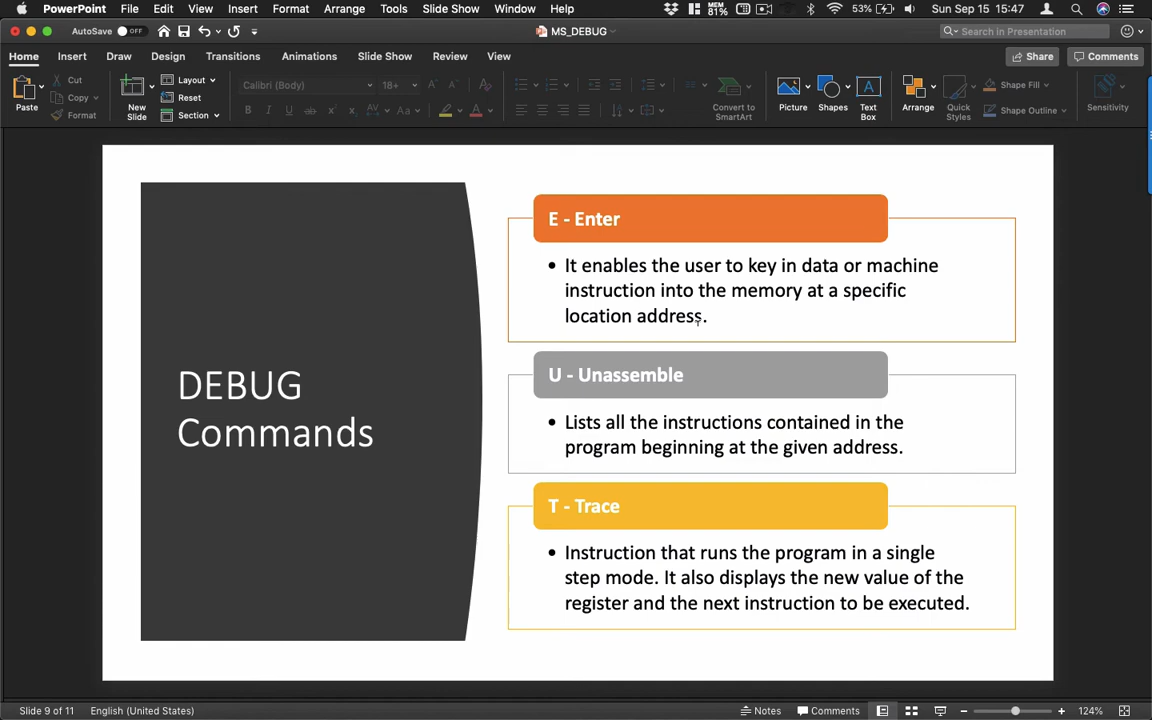 PowerPoint File Edit View Insert Format Arrange Tools Slide Show Window Help MEM 81% 53% Sun Sep 15 15:47
AutoSave OFF MS_DEBUG Search in Presentation
Home Insert Draw Design Transitions Animations Slide Show Review View Share Comments
Paste Cut Copy Format
New Slide Layout Reset Section
Calibri (Body) 18+
Convert to SmartArt
Picture Shapes Text Box Arrange Quick Styles Shape Fill Shape Outline Sensitivity
DEBUG
Commands
E - Enter
• It enables the user to key in data or machine
instruction into the memory at a specific
location address.
U - Unassemble
• Lists all the instructions contained in the
program beginning at the given address.
T - Trace
• Instruction that runs the program in a single
step mode. It also displays the new value of the
register and the next instruction to be executed.
Slide 9 of 11 English (United States) Notes Comments 124%